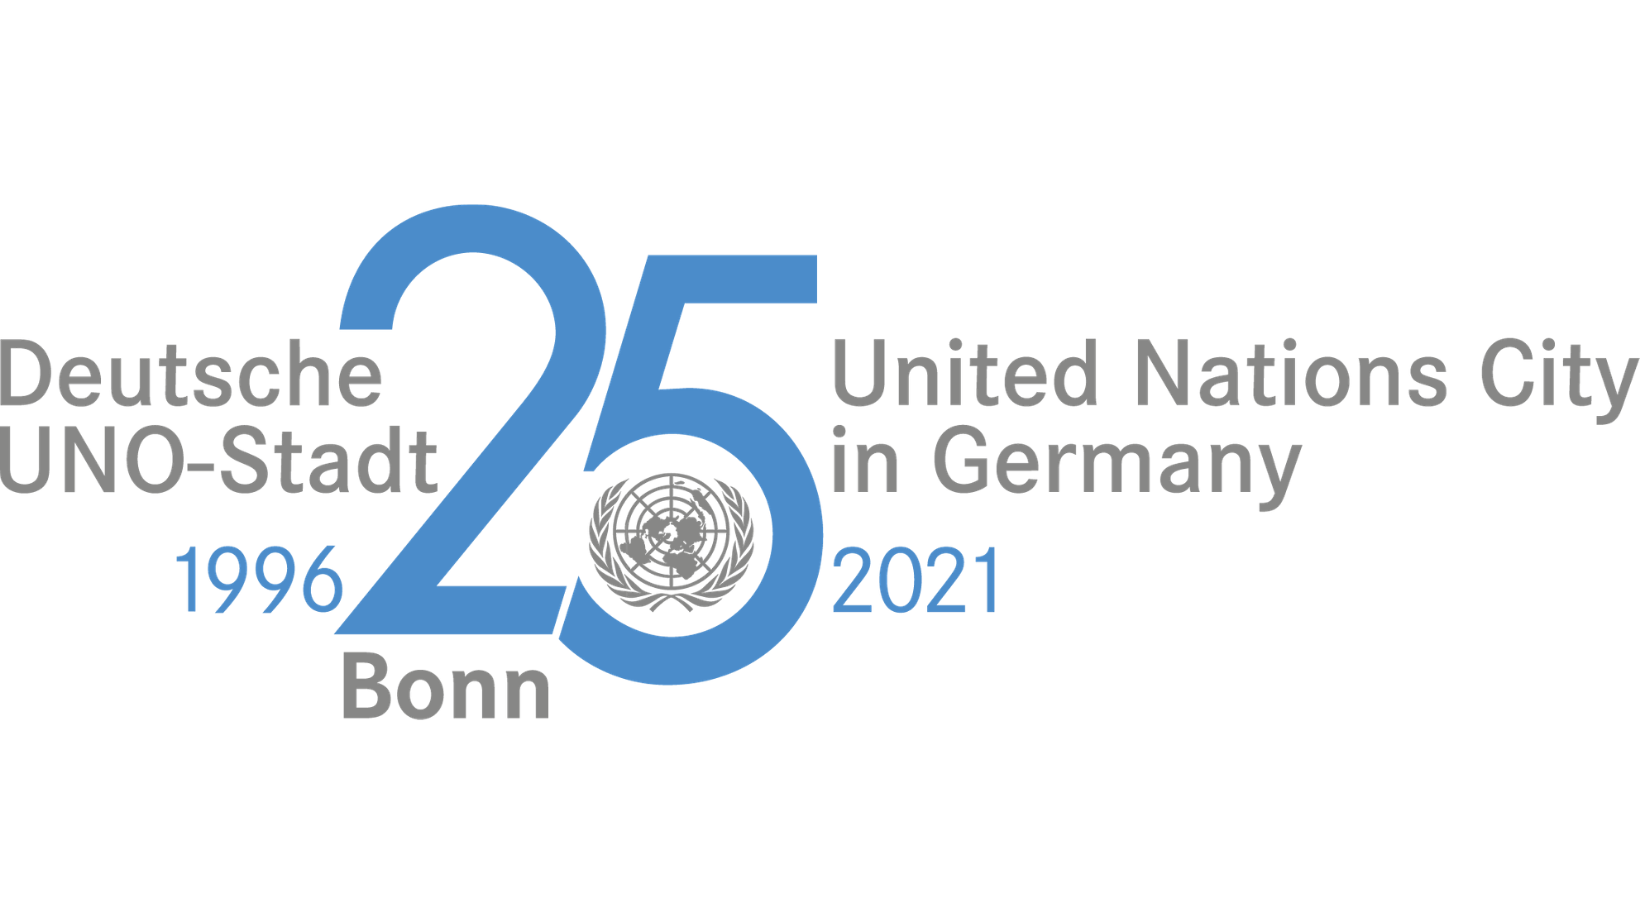 25
Deutsche
UNO-Stadt
1996
Bonn
United Nations City
in Germany
2021